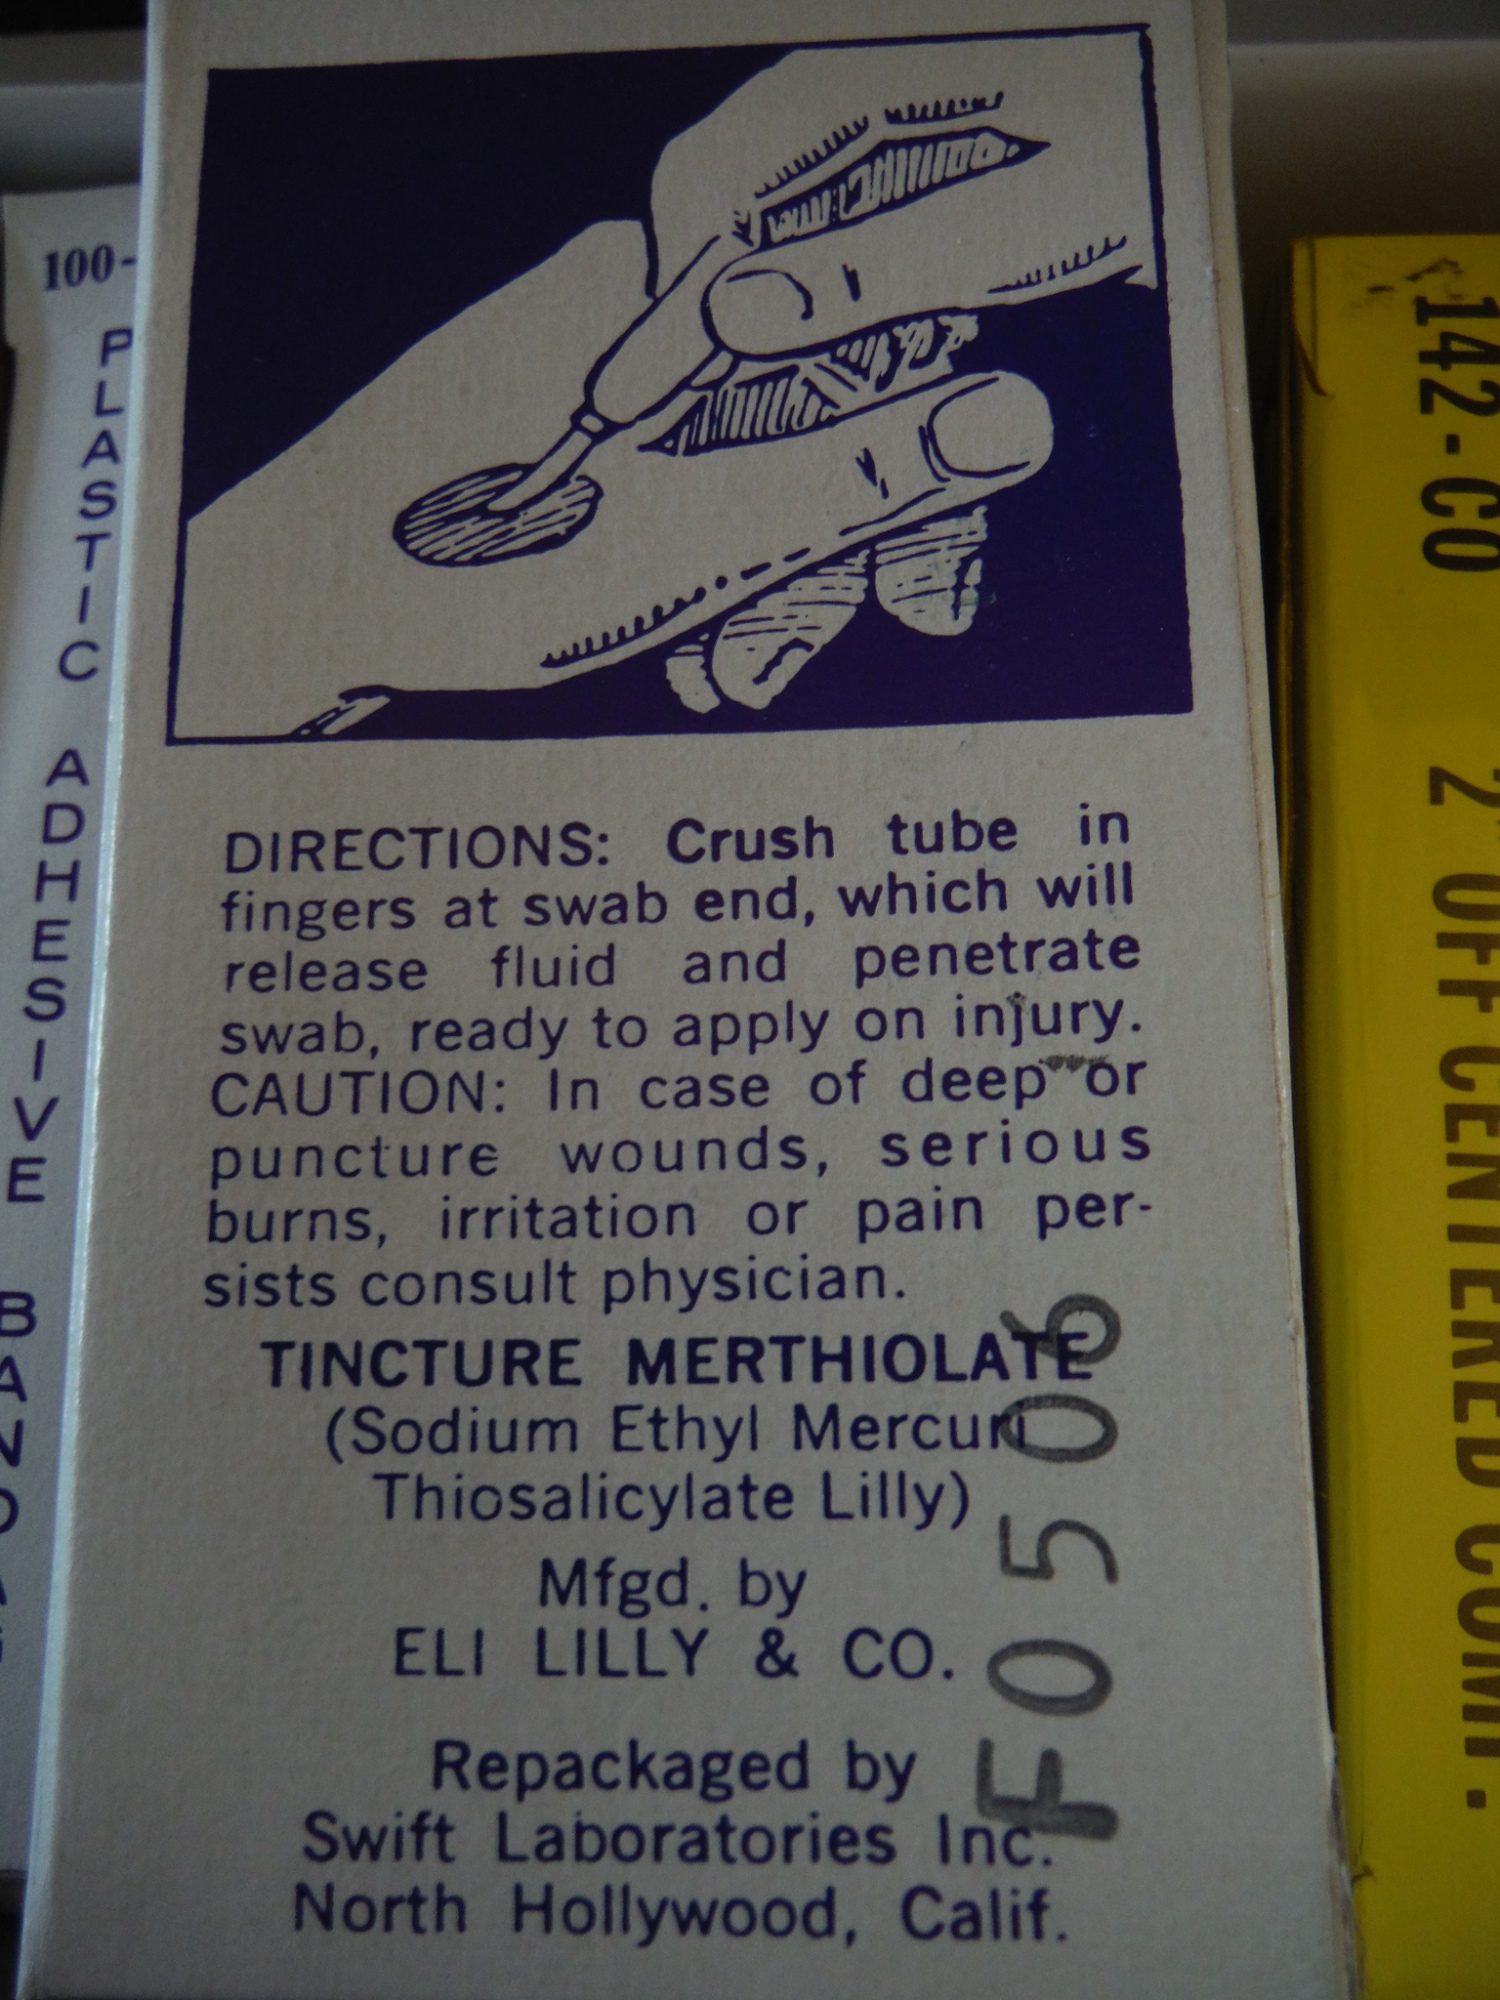 100-
PLASTIC ADHESIVE BANDAG
DIRECTIONS: Crush tube in
fingers at swab end, which will
release fluid and penetrate
swab, ready to apply on injury.
CAUTION: In case of deep or
puncture wounds, serious
burns, irritation or pain per-
sists consult physician.
TINCTURE MERTHIOLATE
(Sodium Ethyl Mercuri
Thiosalicylate Lilly)
Mfgd. by
ELI LILLY & CO.
Repackaged by
Swift Laboratories Inc.
North Hollywood, Calif.
F05006
142-CO
2" OFF CENTERED COMP.